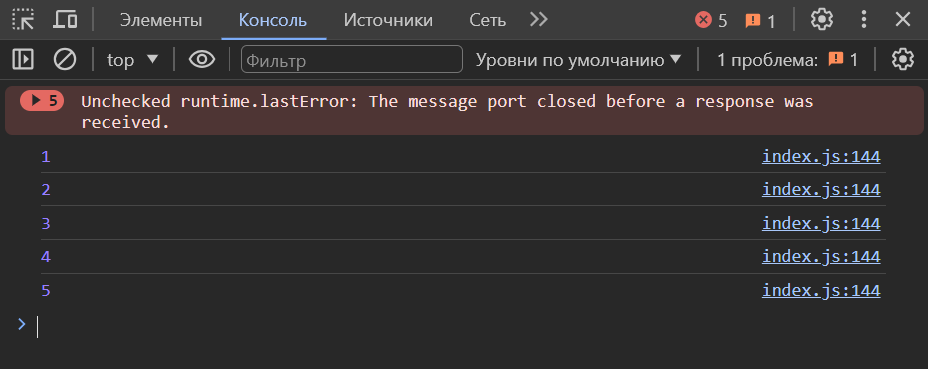 Элементы Консоль Источники Сеть 5 1
top Фильтр Уровни по умолчанию 1 проблема: 1
5 Unchecked runtime.lastError: The message port closed before a response was
received.
1 index.js:144
2 index.js:144
3 index.js:144
4 index.js:144
5 index.js:144